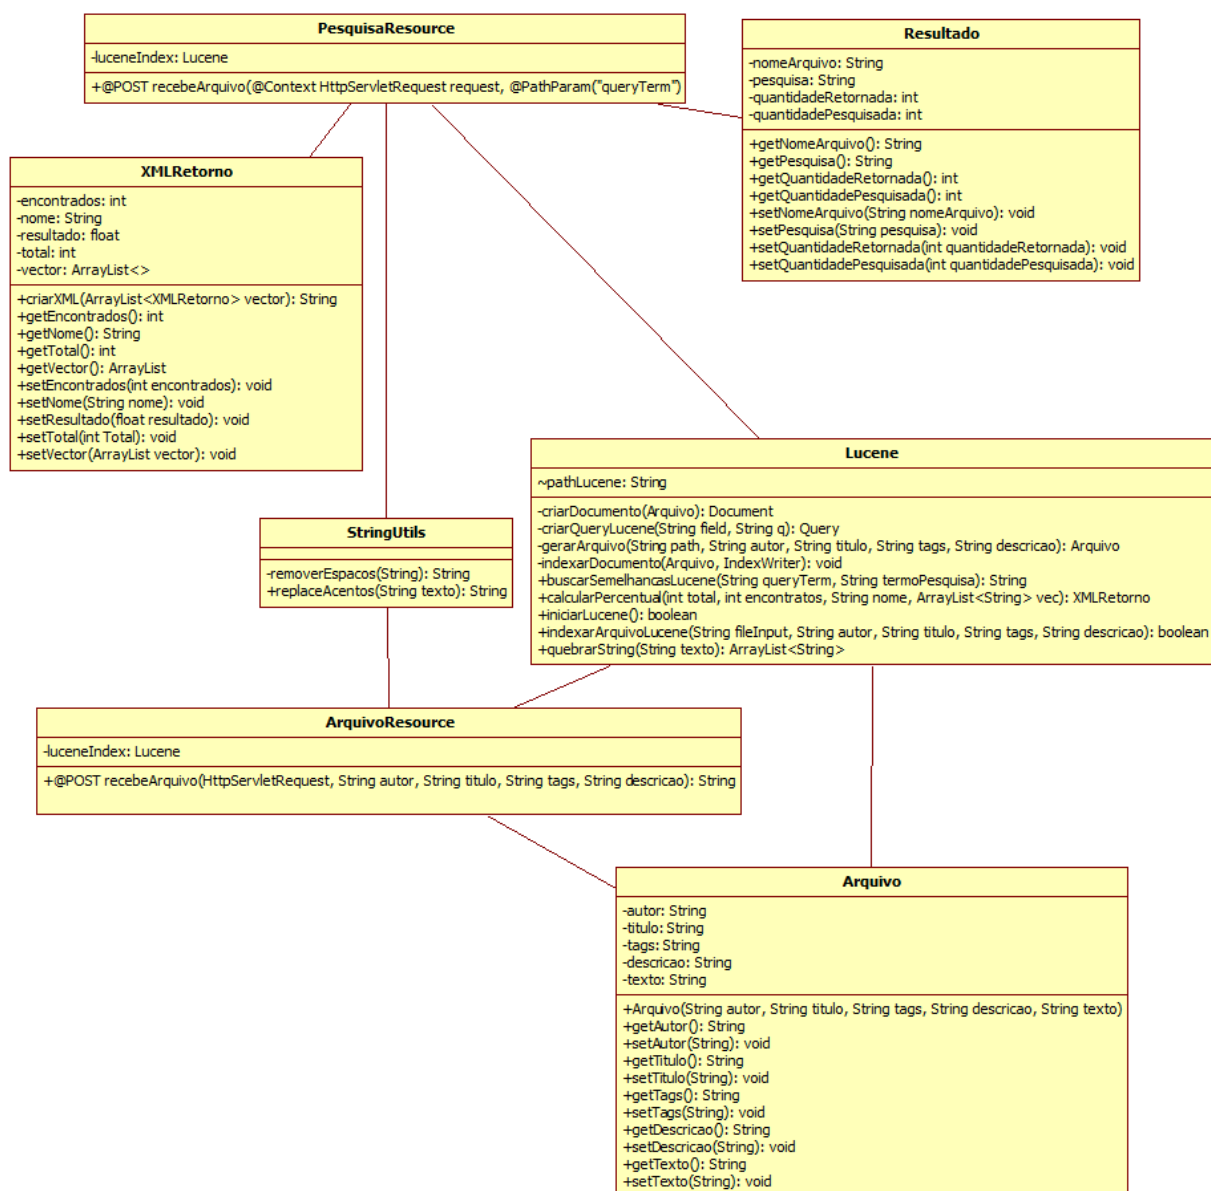 PesquisaResource
-luceneIndex: Lucene
+@POST recebeArquivo(@Context HttpServletRequest request, @PathParam("queryTerm")
Resultado
-nomeArquivo: String
-pesquisa: String
-quantidadeRetornada: int
-quantidadePesquisada: int
+getNomeArquivo(): String
+getPesquisa(): String
+getQuantidadeRetornada(): int
+getQuantidadePesquisada(): int
+setNomeArquivo(String nomeArquivo): void
+setPesquisa(String pesquisa): void
+setQuantidadeRetornada(int quantidadeRetornada): void
+setQuantidadePesquisada(int quantidadePesquisada): void
XMLRetorno
-encontrados: int
-nome: String
-resultado: float
-total: int
-vector: ArrayList<>
+criarXML(ArrayList<XMLRetorno> vector): String
+getEncontrados(): int
+getNome(): String
+getTotal(): int
+getVector(): ArrayList
+setEncontrados(int encontrados): void
+setNome(String nome): void
+setResultado(float resultado): void
+setTotal(int Total): void
+setVector(ArrayList vector): void
Lucene
~pathLucene: String
-criarDocumento(Arquivo): Document
-criarQueryLucene(String field, String q): Query
-gerarArquivo(String path, String autor, String titulo, String tags, String descricao): Arquivo
-indexarDocumento(Arquivo, IndexWriter): void
+buscarSemelhancasLucene(String queryTerm, String termoPesquisa): String
+calcularPercentual(int total, int encontratos, String nome, ArrayList<String> vec): XMLRetorno
+iniciarLucene(): boolean
+indexarArquivoLucene(String fileInput, String autor, String titulo, String tags, String descricao): boolean
+quebrarString(String texto): ArrayList<String>
StringUtils
-removerEspacos(String): String
+replaceAcentos(String texto): String
ArquivoResource
-luceneIndex: Lucene
+@POST recebeArquivo(HttpServletRequest, String autor, String titulo, String tags, String descricao): String
Arquivo
-autor: String
-titulo: String
-tags: String
-descricao: String
-texto: String
+Arquivo(String autor, String titulo, String tags, String descricao, String texto)
+getAutor(): String
+setAutor(String): void
+getTitulo(): String
+setTitulo(String): void
+getTags(): String
+setTags(String): void
+getDescricao(): String
+setDescricao(String): void
+getTexto(): String
+setTexto(String): void